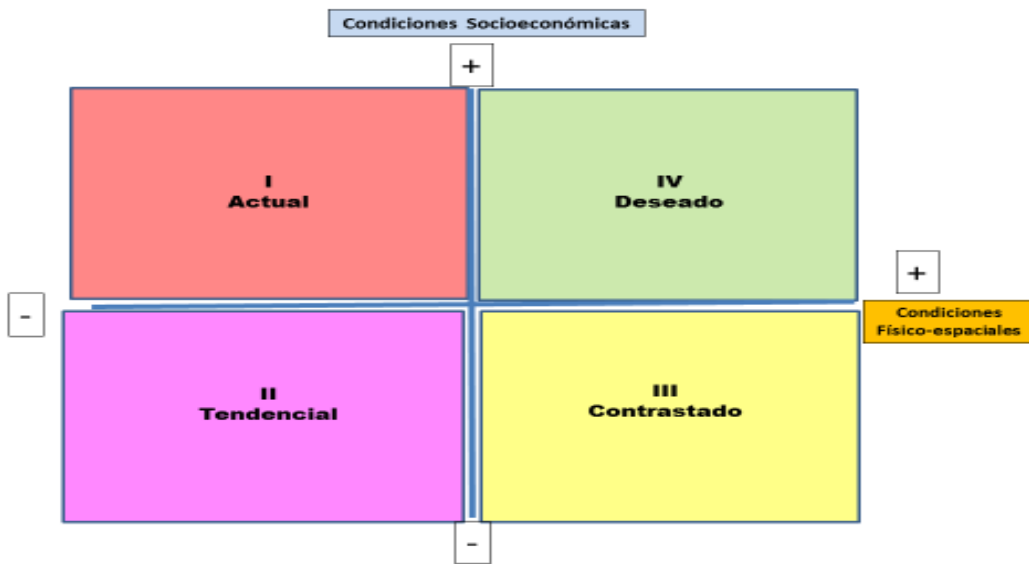 Condiciones Socioeconómicas
+
I
Actual
IV
Deseado
+
-
Condiciones
Físico-espaciales
II
Tendencial
III
Contrastado
-